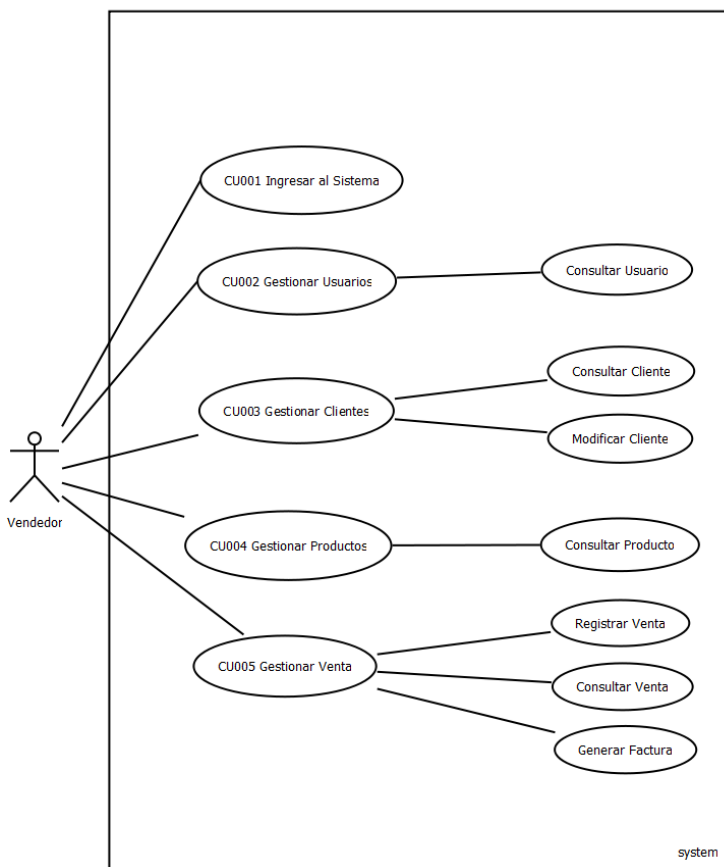 CU001 Ingresar al Sistema
CU002 Gestionar Usuarios
Consultar Usuario
CU003 Gestionar Clientes
Consultar Cliente
Modificar Cliente
Vendedor
CU004 Gestionar Productos
Consultar Producto
CU005 Gestionar Venta
Registrar Venta
Consultar Venta
Generar Factura
system